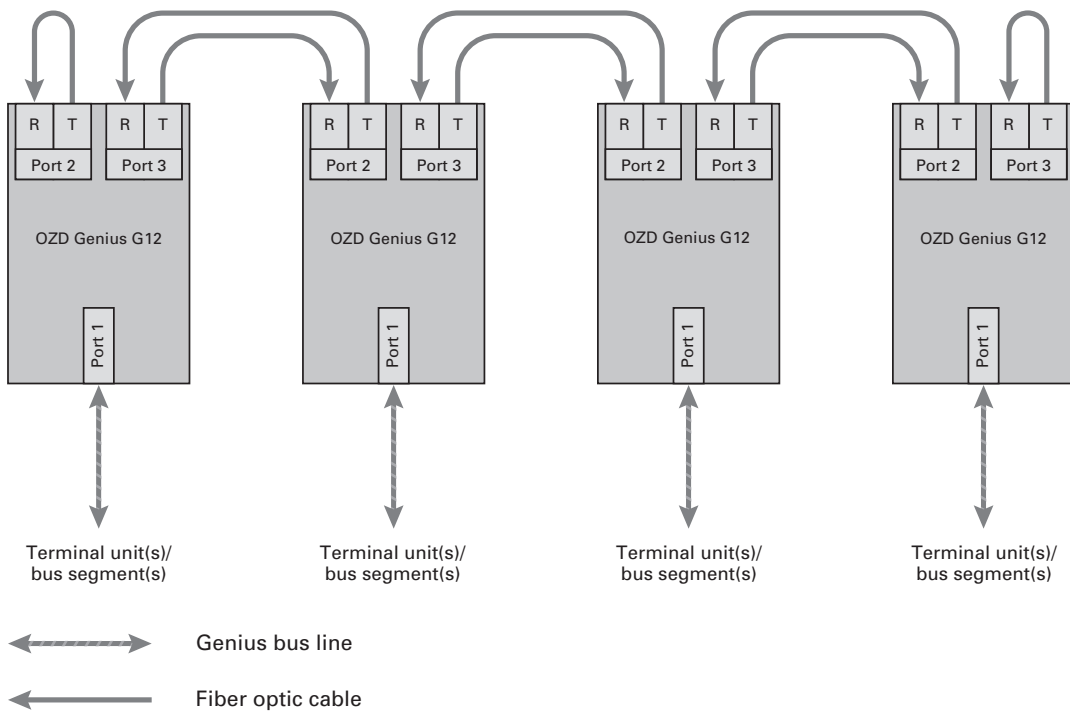 R T R T R T R T R T R T R T R T
Port 2 Port 3 Port 2 Port 3 Port 2 Port 3 Port 2 Port 3
OZD Genius G12 OZD Genius G12 OZD Genius G12 OZD Genius G12
Port 1 Port 1 Port 1 Port 1
Terminal unit(s)/ Terminal unit(s)/ Terminal unit(s)/ Terminal unit(s)/
bus segment(s) bus segment(s) bus segment(s) bus segment(s)
Genius bus line
Fiber optic cable